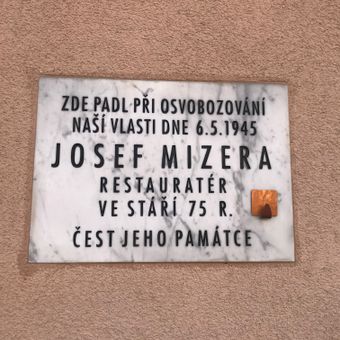 ZDE PADL PŘI OSVOBOZOVÁNÍ
NAŠÍ VLASTI DNE 6.5.1945
JOSEF MIZERA
RESTAURATÉR
VE STÁŘÍ 75 R.
ČEST JEHO PAMÁTCE